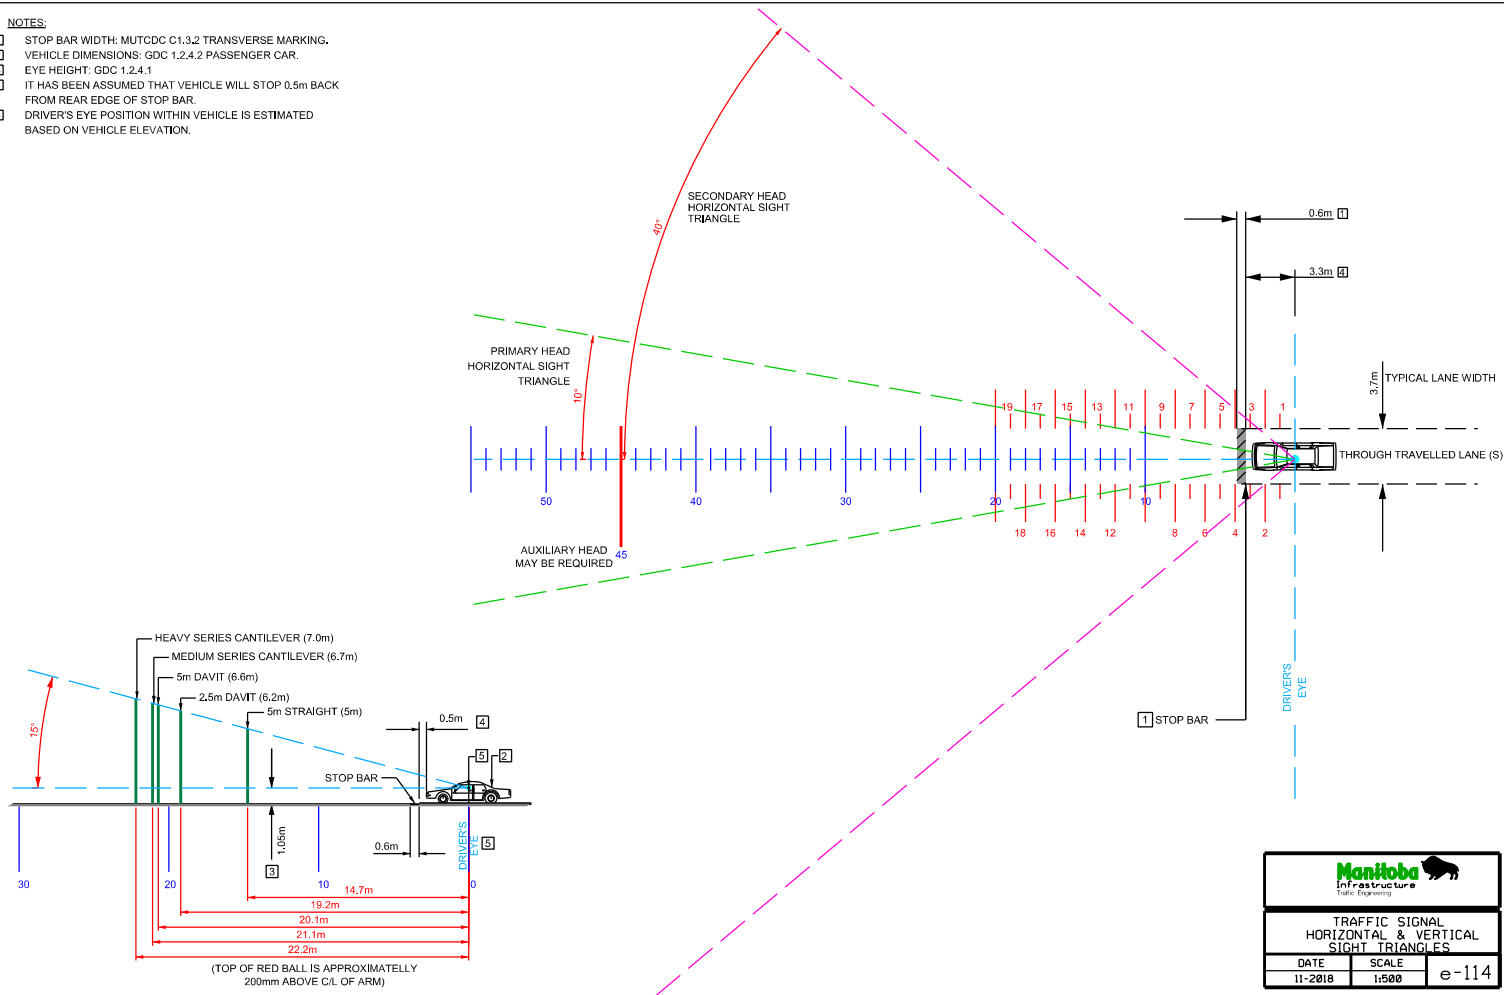 NOTES:
STOP BAR WIDTH: MUTCDC C1.3.2 TRANSVERSE MARKING.
VEHICLE DIMENSIONS: GDC 1.2.4.2 PASSENGER CAR.
EYE HEIGHT: GDC 1.2.4.1
IT HAS BEEN ASSUMED THAT VEHICLE WILL STOP 0.5m BACK
FROM REAR EDGE OF STOP BAR.
DRIVER'S EYE POSITION WITHIN VEHICLE IS ESTIMATED
BASED ON VEHICLE ELEVATION.
SECONDARY HEAD
HORIZONTAL SIGHT
TRIANGLE
40°
0.6m 1
3.3m 4
PRIMARY HEAD
HORIZONTAL SIGHT
TRIANGLE
10°
3.7m
TYPICAL LANE WIDTH
19 17 15 13 11 9 7 5 3 1
THROUGH TRAVELLED LANE (S)
50 40 30 20 10
18 16 14 12 8 6 4 2
AUXILIARY HEAD
MAY BE REQUIRED
45
DRIVER'S
EYE
1 STOP BAR
HEAVY SERIES CANTILEVER (7.0m)
MEDIUM SERIES CANTILEVER (6.7m)
5m DAVIT (6.6m)
2.5m DAVIT (6.2m)
5m STRAIGHT (5m)
15°
0.5m 4
5 2
STOP BAR
1.05m
3
0.6m
DRIVER'S
EYE
5
30 20 10 0
14.7m
19.2m
20.1m
21.1m
22.2m
(TOP OF RED BALL IS APPROXIMATELLY
200mm ABOVE C/L OF ARM)
Manitoba
Infrastructure
Traffic Engineering
TRAFFIC SIGNAL
HORIZONTAL & VERTICAL
SIGHT TRIANGLES
DATE SCALE
11-2018 1:500
e-114